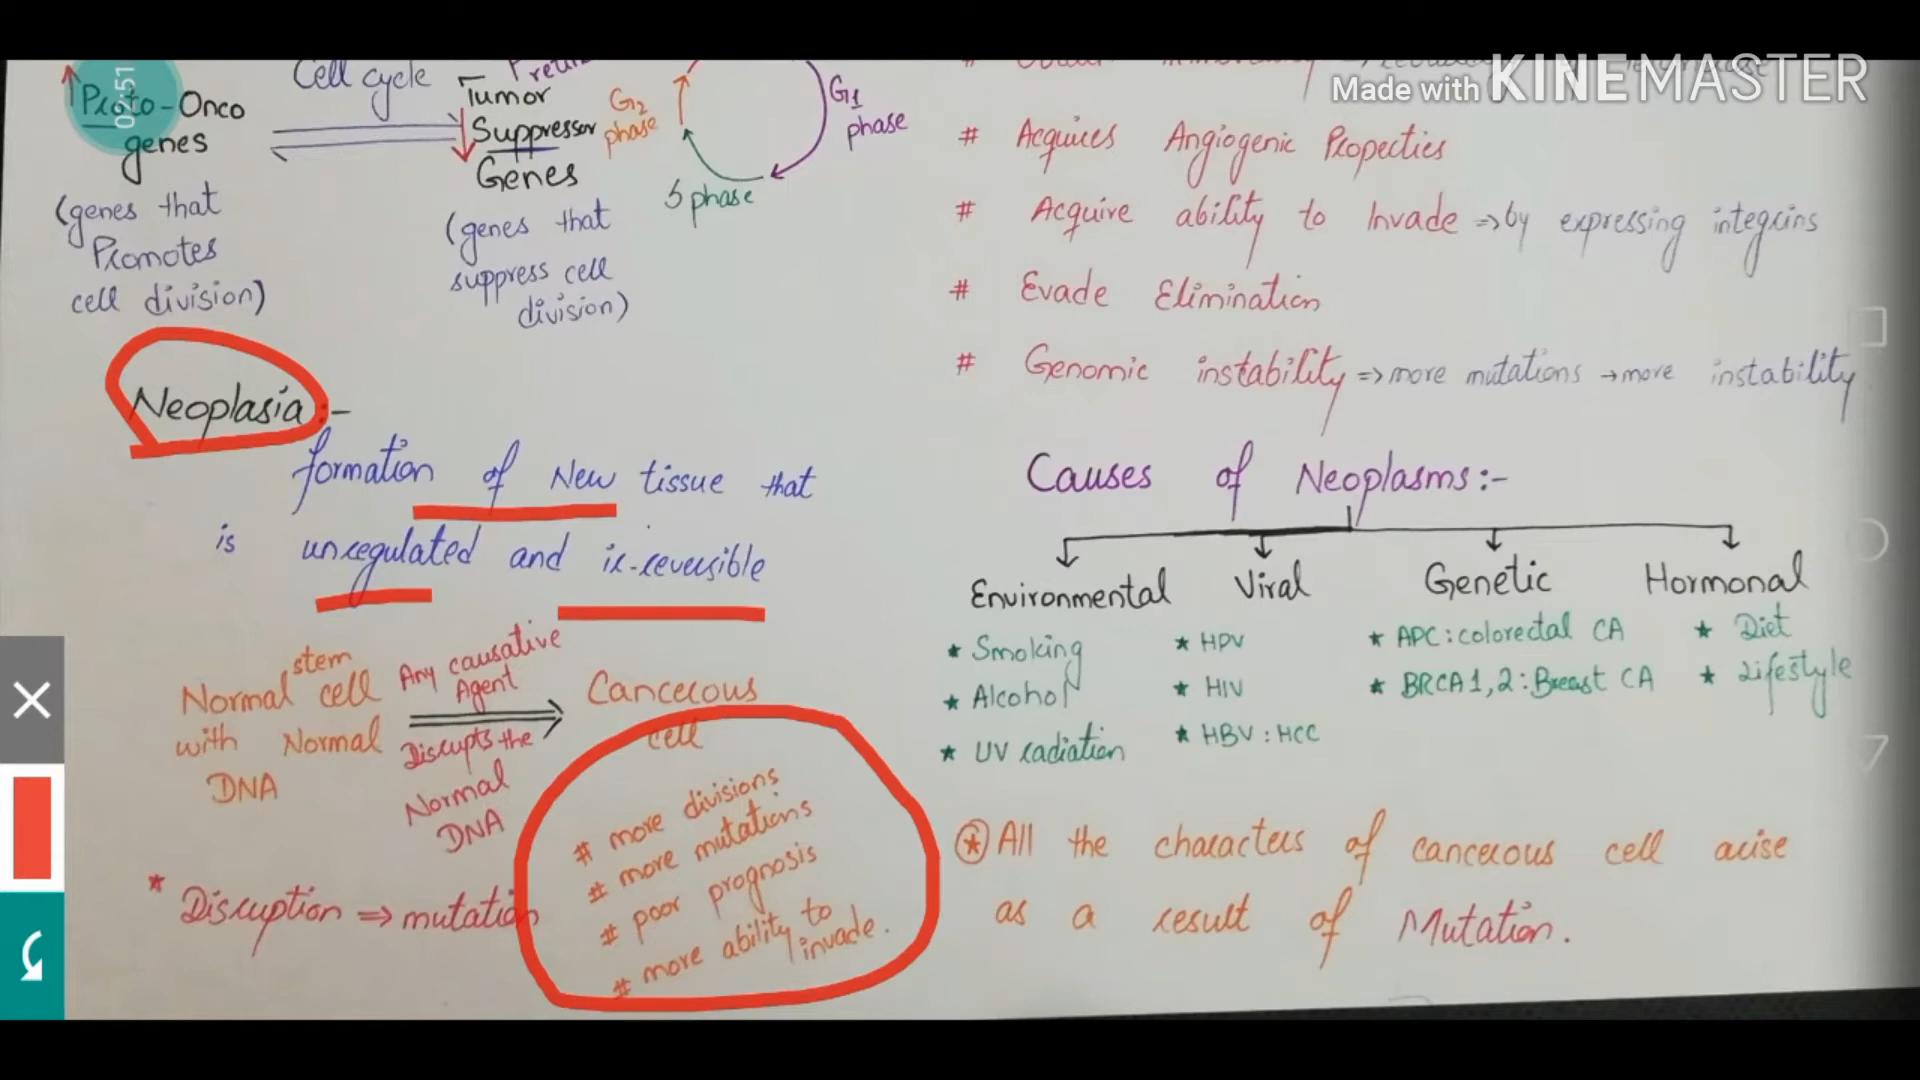 Made with KINEMASTER
02:51
Cell cycle
Proto-Onco
genes
(genes that
Promotes
cell division)
Tumor
Suppressor
Genes
(genes that
suppress cell
division)
G2
phase
G1
phase
S phase
Neoplasia :-
formation of New tissue that
is unregulated and ir-reversible
Normal stem cell
with Normal
DNA
Any causative
Agent
Disrupts the
Normal
DNA
Cancerous
cell
# more divisions
# more mutations
# poor prognosis
# more ability to
invade.
* Disruption ⇒ mutation
# Acquires Angiogenic Properties
# Acquire ability to Invade ⇒ by expressing integrins
# Evade Elimination
# Genomic instability ⇒ more mutations → more instability
Causes of Neoplasms :-
Environmental
★ Smoking
★ Alcohol
★ UV radiation
Viral
★ HPV
★ HIV
★ HBV : HCC
Genetic
★ APC : colorectal CA
★ BRCA1, 2 : Breast CA
Hormonal
★ Diet
★ Lifestyle
All the characters of cancerous cell arise
as a result of Mutation.